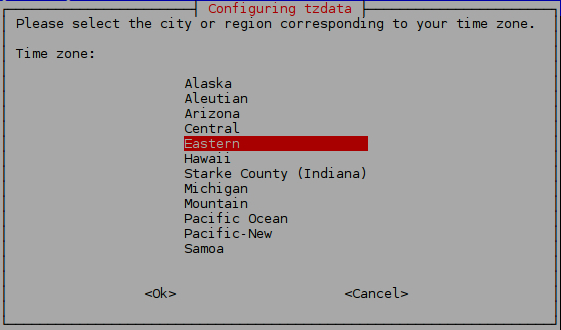 Configuring tzdata
Please select the city or region corresponding to your time zone.
Time zone:
Alaska
Aleutian
Arizona
Central
Eastern
Hawaii
Starke County (Indiana)
Michigan
Mountain
Pacific Ocean
Pacific-New
Samoa
<Ok> <Cancel>